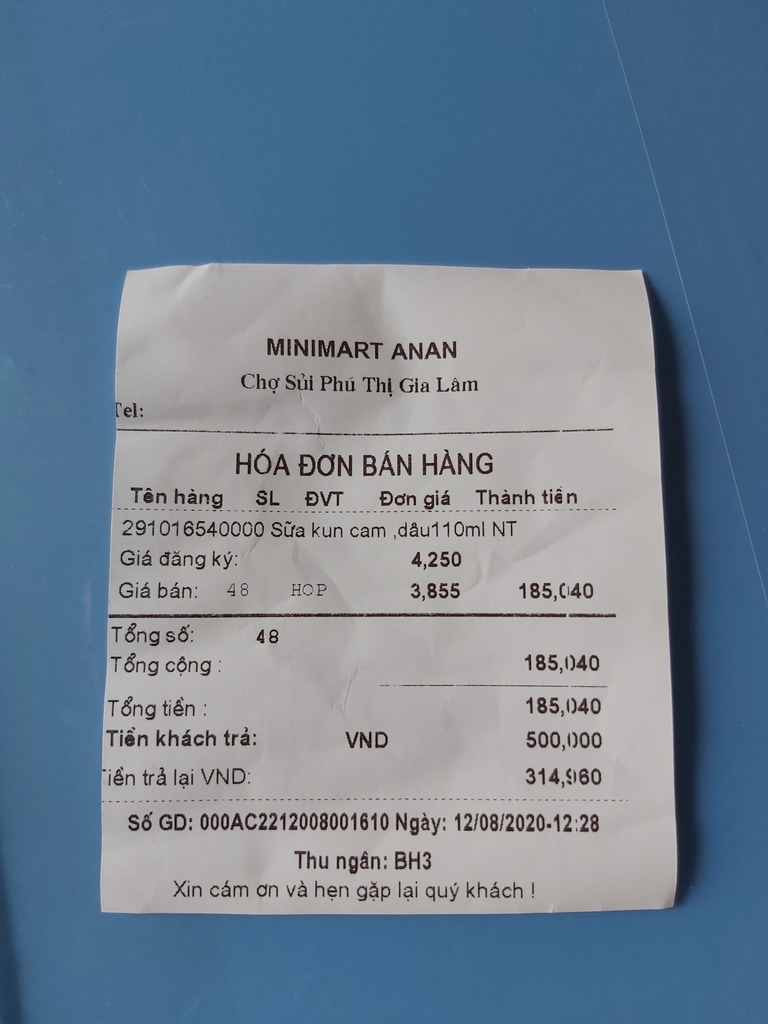 MINIMART ANAN
Chợ Sủi Phú Thị Gia Lâm
Tel:
HÓA ĐƠN BÁN HÀNG
Tên hàng SL ĐVT Đơn giá Thành tiền
291016540000 Sữa kun cam ,dâu110ml NT
Giá đăng ký: 4,250
Giá bán: 48 HOP 3,855 185,040
Tổng số: 48
Tổng cộng : 185,040
Tổng tiền : 185,040
Tiền khách trả: VND 500,000
Tiền trả lại VND: 314,960
Số GD: 000AC2212008001610 Ngày: 12/08/2020-12:28
Thu ngân: BH3
Xin cám ơn và hẹn gặp lại quý khách !